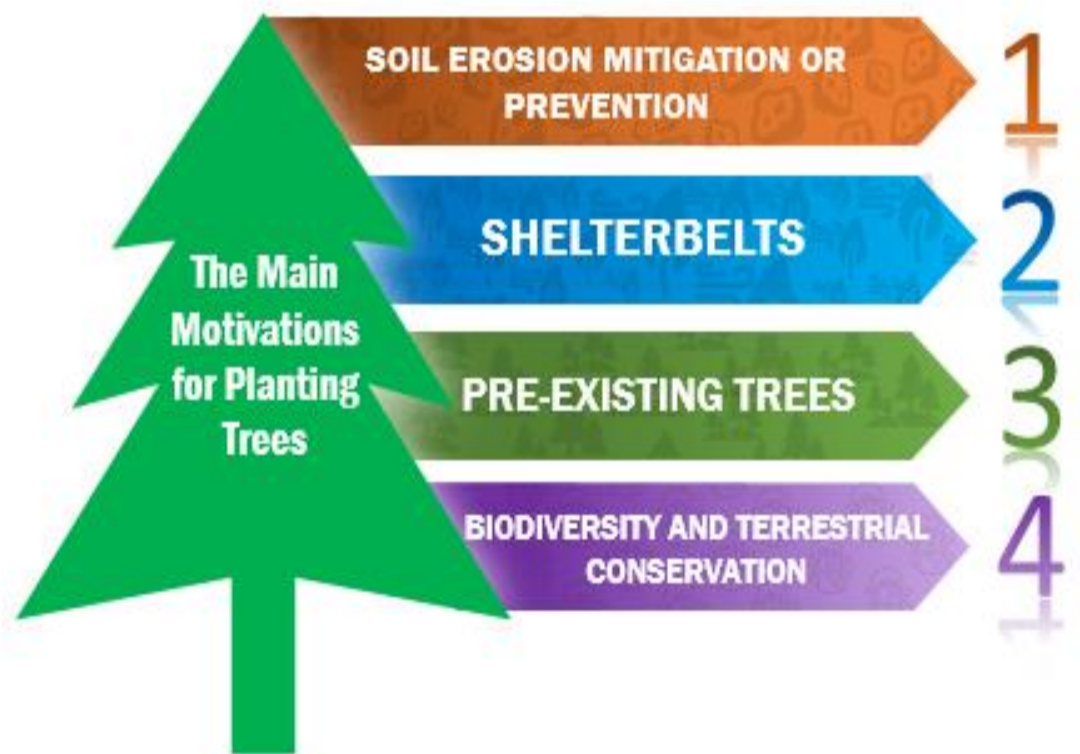 The Main
Motivations
for Planting
Trees
SOIL EROSION MITIGATION OR
PREVENTION
1
SHELTERBELTS
2
PRE-EXISTING TREES
3
BIODIVERSITY AND TERRESTRIAL
CONSERVATION
4